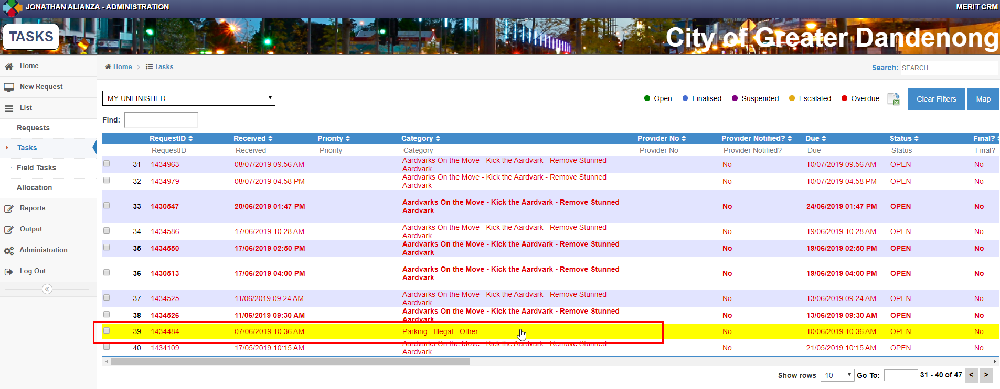 JONATHAN ALIANZA - ADMINISTRATION MERIT CRM
TASKS City of Greater Dandenong
Home
New Request
List
Requests
Tasks
Field Tasks
Allocation
Reports
Output
Administration
Log Out
Home > Tasks Search: SEARCH...
MY UNFINISHED Open Finalised Suspended Escalated Overdue Clear Filters Map
Find:
RequestID Received Priority Category Provider No Provider Notified? Due Status Final?
RequestID Received Priority Category Provider No Provider Notified? Due Status Final?
31 1434963 08/07/2019 09:56 AM Aardvarks On the Move - Kick the Aardvark - Remove Stunned Aardvark No 10/07/2019 09:56 AM OPEN No
32 1434979 08/07/2019 04:58 PM Aardvarks On the Move - Kick the Aardvark - Remove Stunned Aardvark No 10/07/2019 04:58 PM OPEN No
33 1430547 20/06/2019 01:47 PM Aardvarks On the Move - Kick the Aardvark - Remove Stunned Aardvark No 24/06/2019 01:47 PM OPEN No
34 1434586 17/06/2019 10:28 AM Aardvarks On the Move - Kick the Aardvark - Remove Stunned Aardvark No 19/06/2019 10:28 AM OPEN No
35 1434550 17/06/2019 02:50 PM Aardvarks On the Move - Kick the Aardvark - Remove Stunned Aardvark No 19/06/2019 02:50 PM OPEN No
36 1430513 17/06/2019 04:00 PM Aardvarks On the Move - Kick the Aardvark - Remove Stunned Aardvark No 19/06/2019 04:00 PM OPEN No
37 1434525 11/06/2019 09:24 AM Aardvarks On the Move - Kick the Aardvark - Remove Stunned Aardvark No 13/06/2019 09:24 AM OPEN No
38 1434526 11/06/2019 09:30 AM Aardvarks On the Move - Kick the Aardvark - Remove Stunned Aardvark No 13/06/2019 09:30 AM OPEN No
39 1434484 07/06/2019 10:36 AM Parking - Illegal - Other No 10/06/2019 10:36 AM OPEN No
40 1434109 17/05/2019 10:15 AM Aardvarks On the Move - Kick the Aardvark - Remove Stunned Aardvark No 21/05/2019 10:15 AM OPEN No
Show rows 10 Go To: 31 - 40 of 47 < >